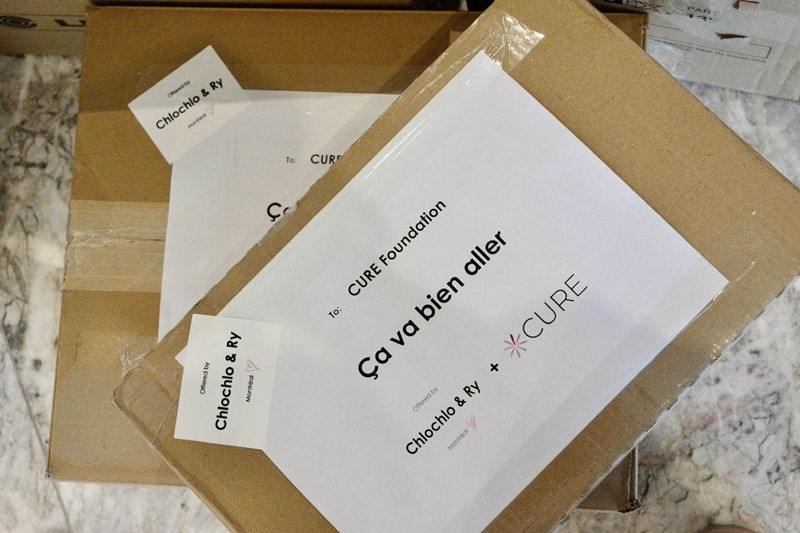 Offered by
Chlochlo & Ry
Montréal
To: CURE
Ça
To: CURE Foundation
Ça va bien aller
Offered by
Chlochlo & Ry
Montréal
+
CURE
Offered by
Chlochlo & Ry
Montréal